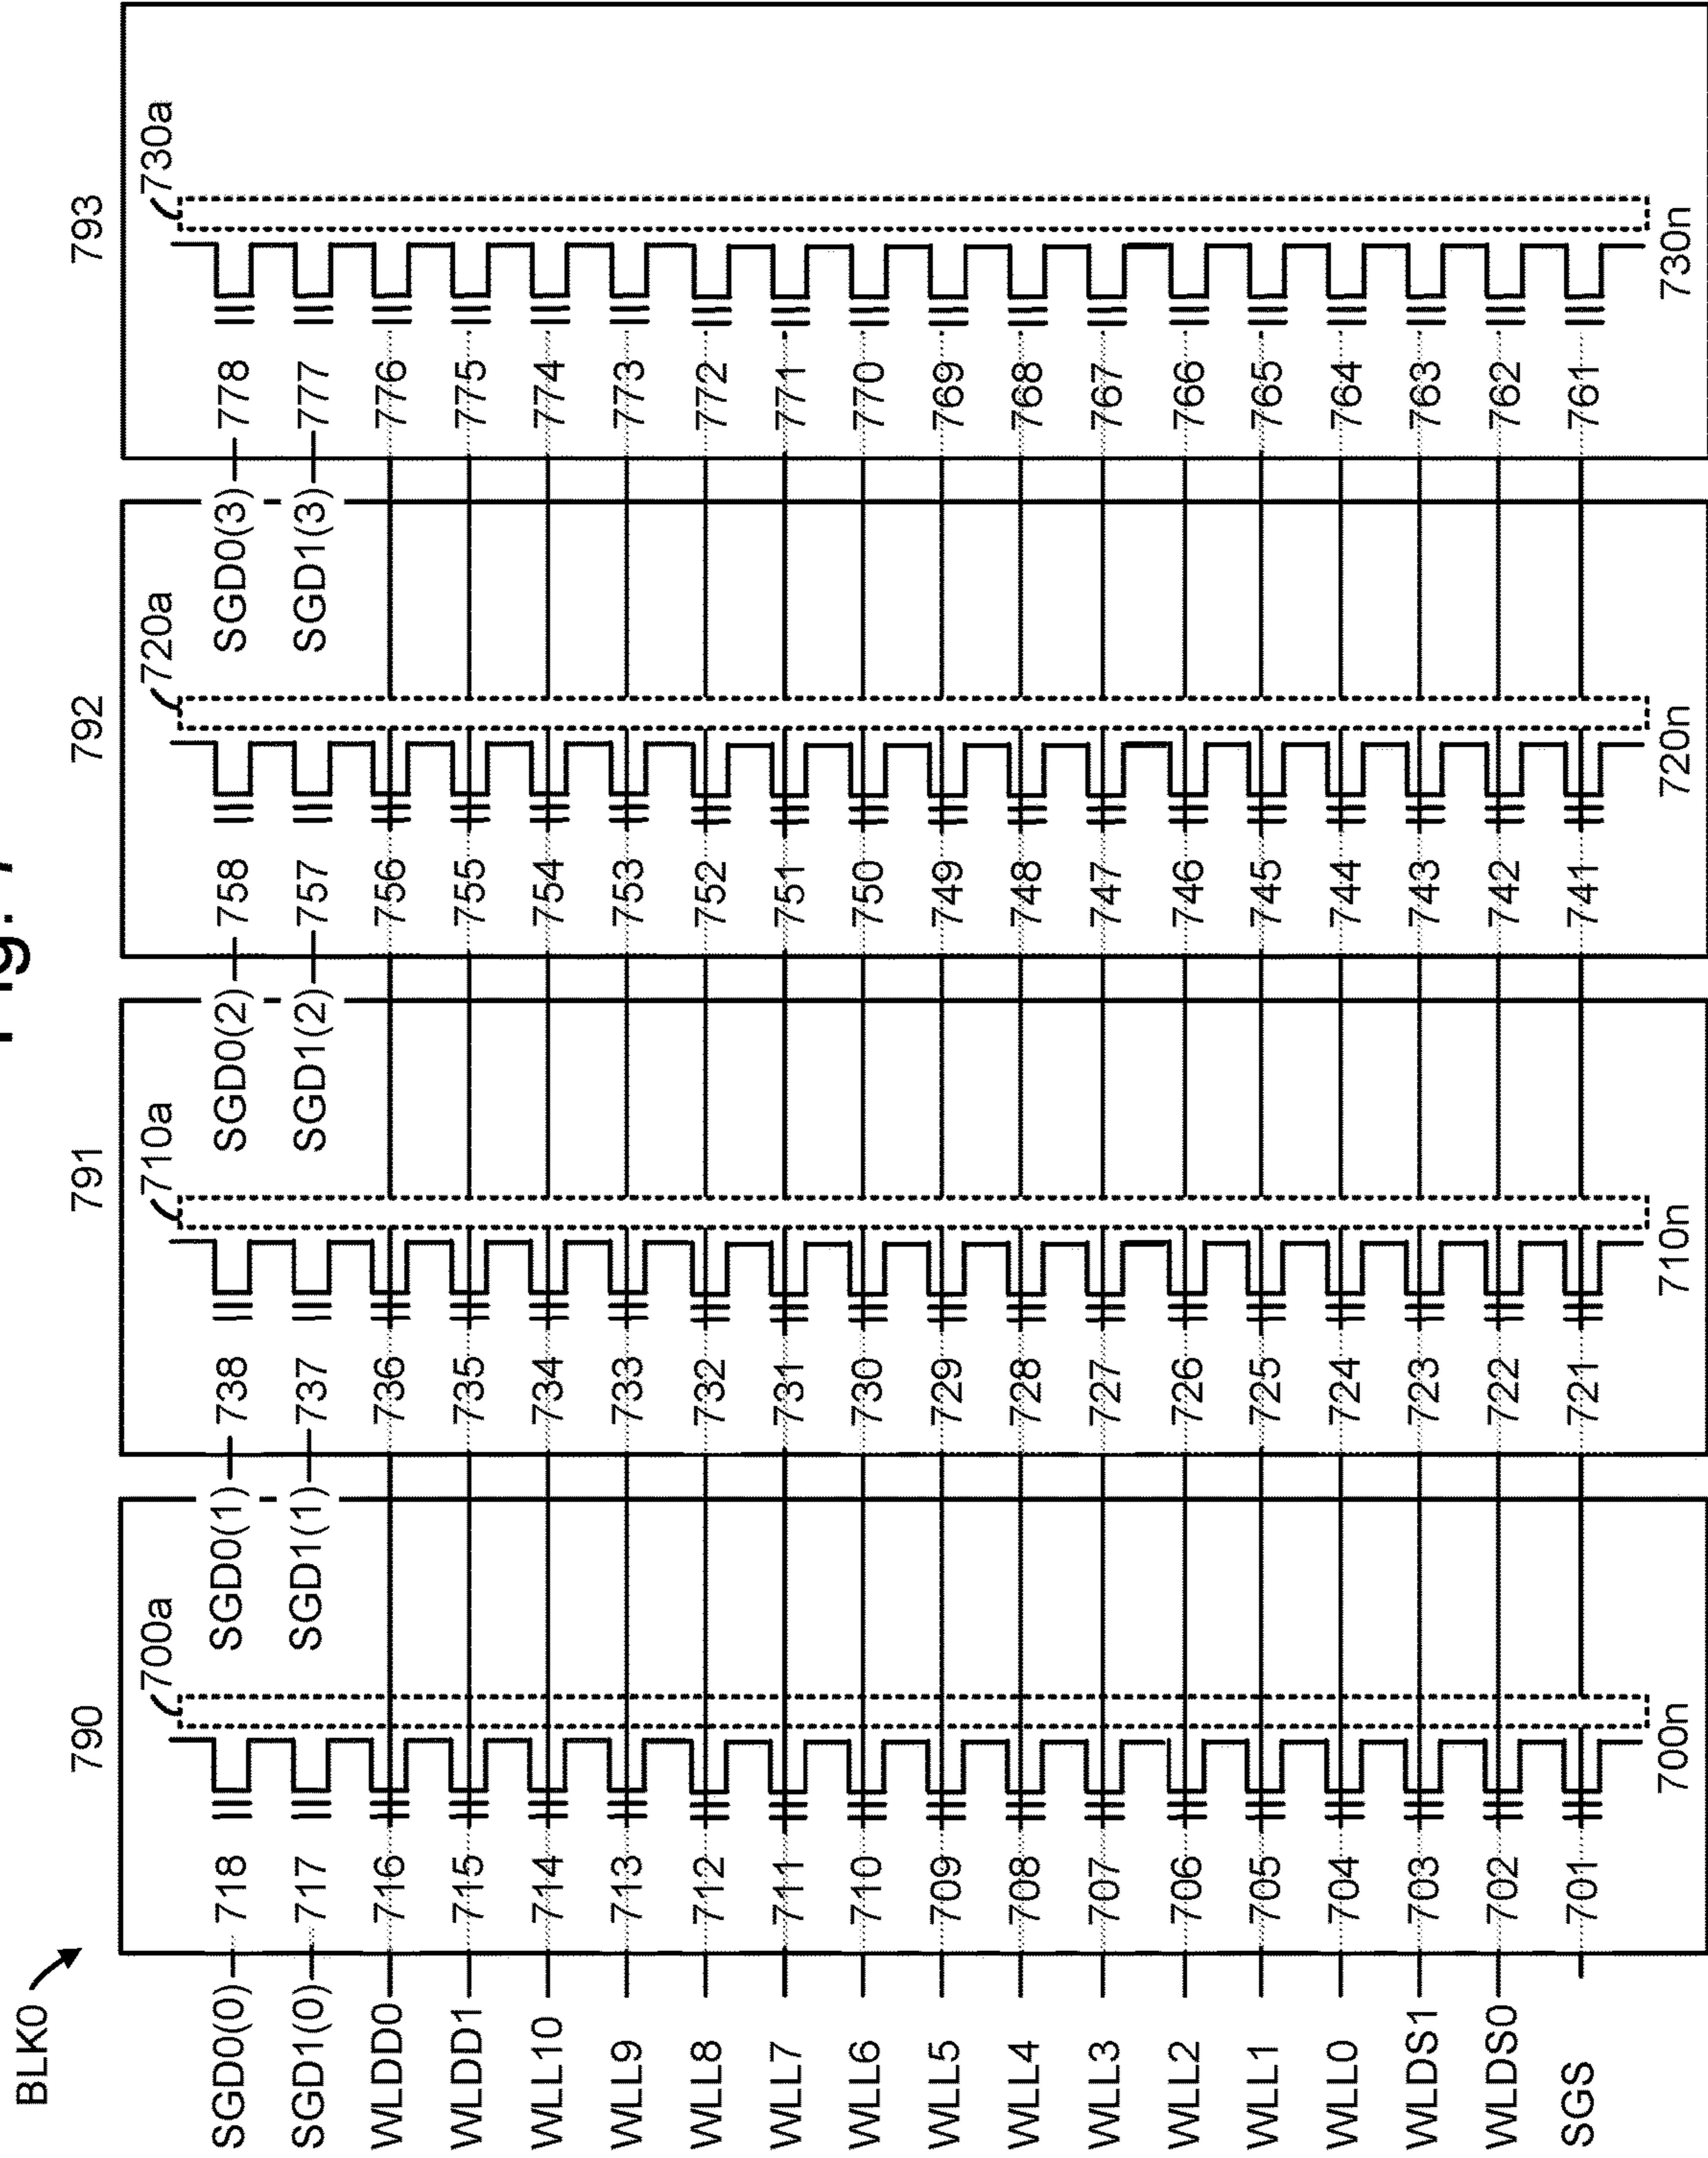 Fig. 7
BLK0
790 791 792 793
700a 710a 720a 730a
SGD0(0) 718 SGD0(1) 738 SGD0(2) 758 SGD0(3) 778
SGD1(0) 717 SGD1(1) 737 SGD1(2) 757 SGD1(3) 777
WLDD0 716 736 756 776
WLDD1 715 735 755 775
WLL10 714 734 754 774
WLL9 713 733 753 773
WLL8 712 732 752 772
WLL7 711 731 751 771
WLL6 710 730 750 770
WLL5 709 729 749 769
WLL4 708 728 748 768
WLL3 707 727 747 767
WLL2 706 726 746 766
WLL1 705 725 745 765
WLL0 704 724 744 764
WLDS1 703 723 743 763
WLDS0 702 722 742 762
SGS 701 721 741 761
700n 710n 720n 730n